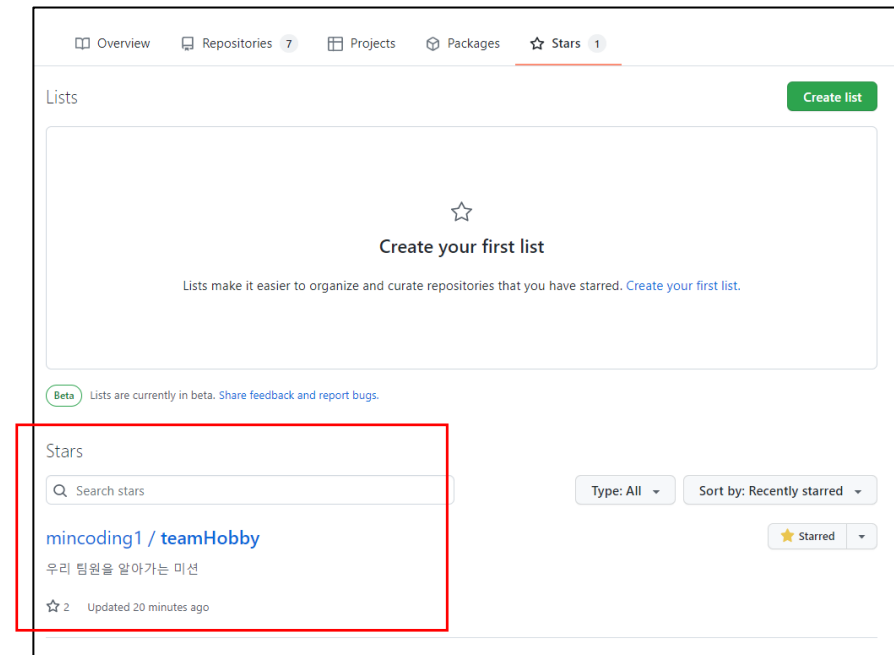 Overview Repositories 7 Projects Packages Stars 1
Lists Create list
Create your first list
Lists make it easier to organize and curate repositories that you have starred. Create your first list.
Beta Lists are currently in beta. Share feedback and report bugs.
Stars
Search stars Type: All Sort by: Recently starred
mincoding1 / teamHobby Starred
우리 팀원을 알아가는 미션
2 Updated 20 minutes ago